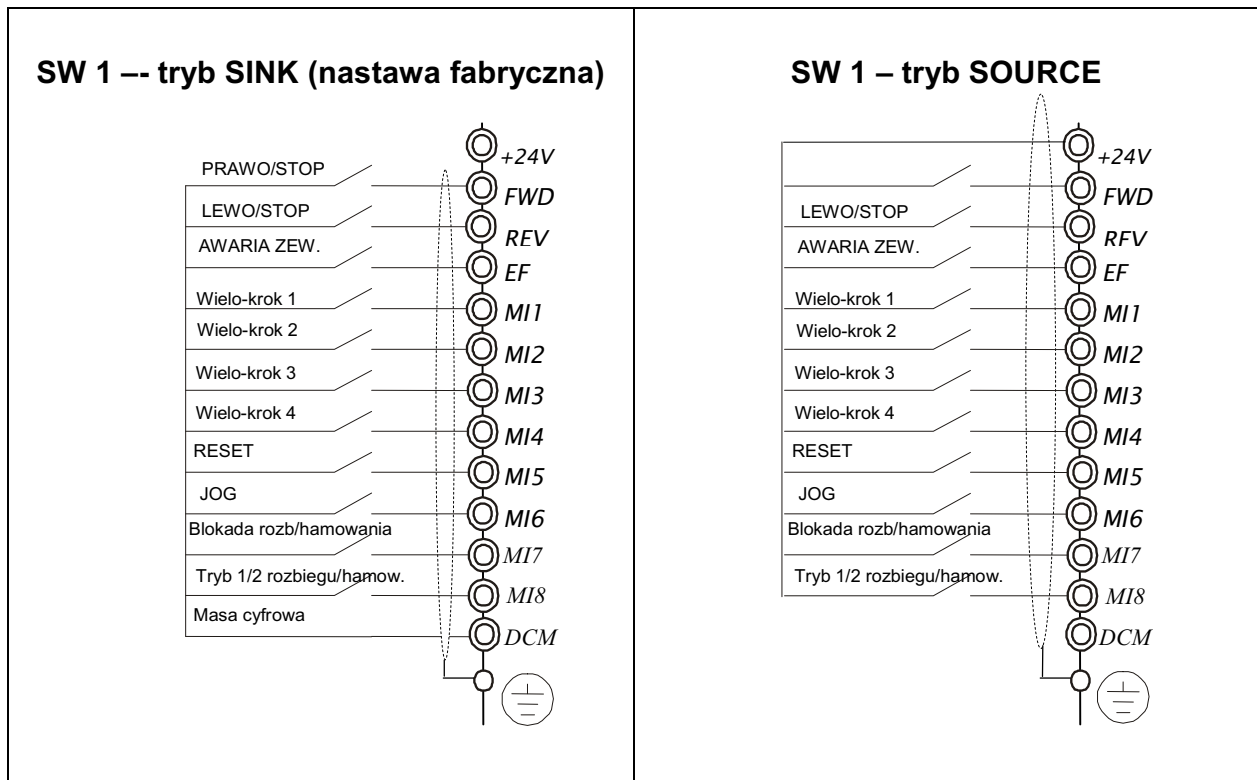 SW 1 –- tryb SINK (nastawa fabryczna)
+24V
PRAWO/STOP
FWD
LEWO/STOP
REV
AWARIA ZEW.
EF
Wielo-krok 1
MI1
Wielo-krok 2
MI2
Wielo-krok 3
MI3
Wielo-krok 4
MI4
RESET
MI5
JOG
MI6
Blokada rozb/hamowania
MI7
Tryb 1/2 rozbiegu/hamow.
MI8
Masa cyfrowa
DCM
SW 1 – tryb SOURCE
+24V
FWD
LEWO/STOP
REV
AWARIA ZEW.
EF
Wielo-krok 1
MI1
Wielo-krok 2
MI2
Wielo-krok 3
MI3
Wielo-krok 4
MI4
RESET
MI5
JOG
MI6
Blokada rozb/hamowania
MI7
Tryb 1/2 rozbiegu/hamow.
MI8
DCM